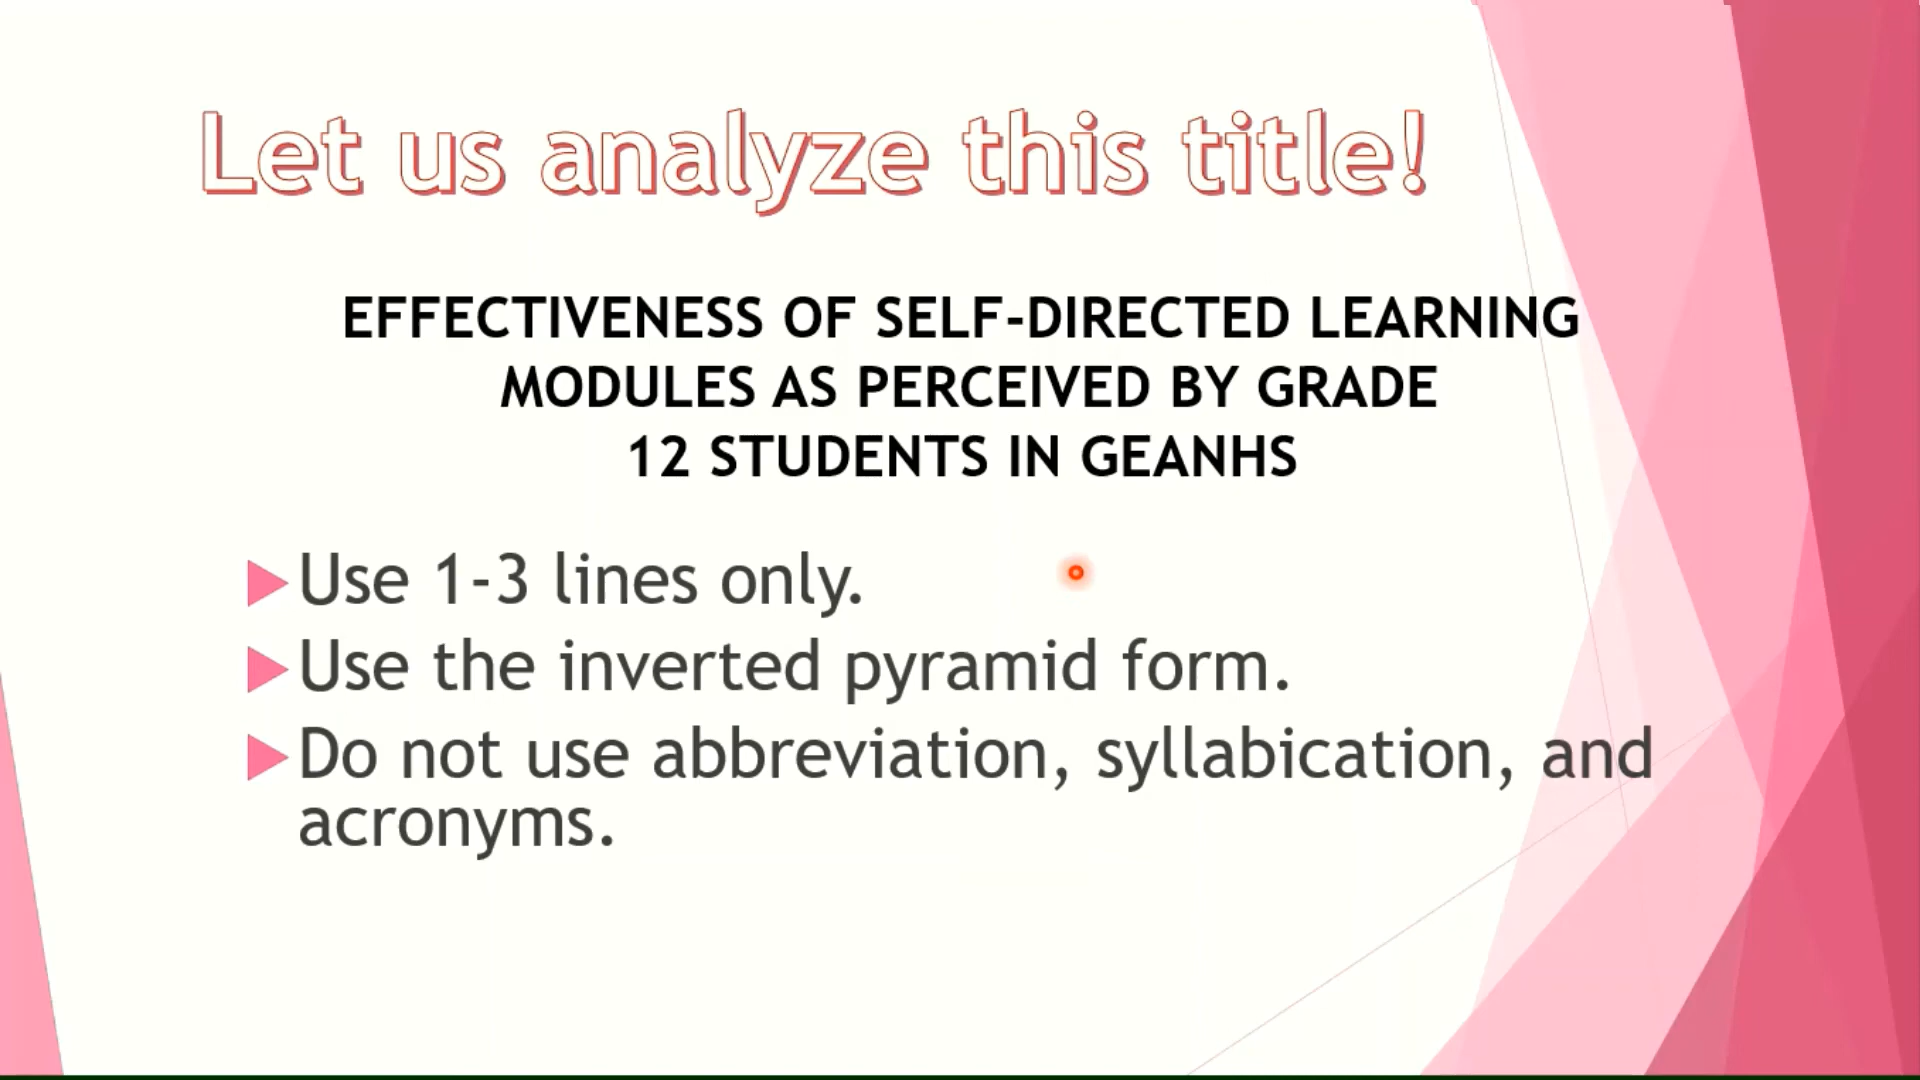 Let us analyze this title!
EFFECTIVENESS OF SELF-DIRECTED LEARNING
MODULES AS PERCEIVED BY GRADE
12 STUDENTS IN GEANHS
Use 1-3 lines only.
Use the inverted pyramid form.
Do not use abbreviation, syllabication, and
acronyms.